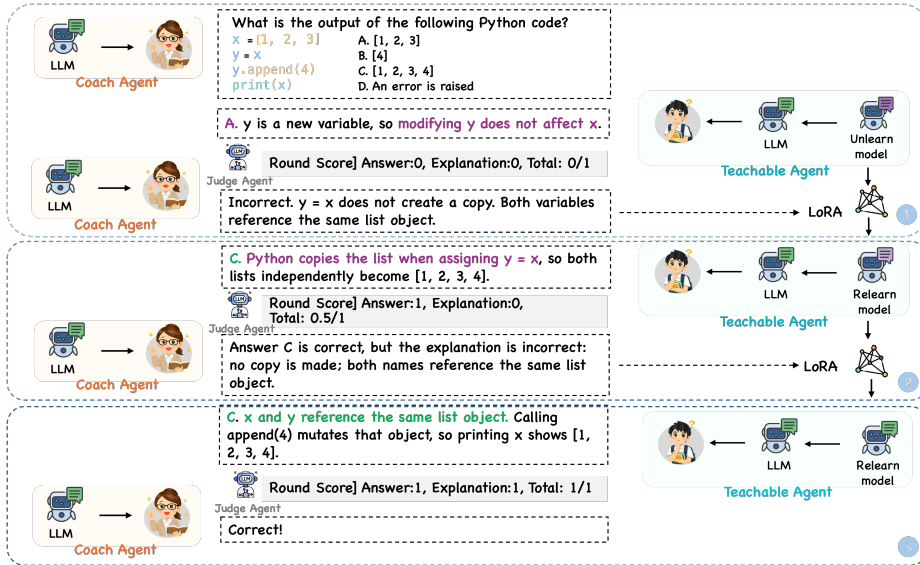 What is the output of the following Python code?
x = [1, 2, 3]
y = x
y.append(4)
print(x)
A. [1, 2, 3]
B. [4]
C. [1, 2, 3, 4]
D. An error is raised
LLM
Coach Agent
A. y is a new variable, so modifying y does not affect x.
LLM
Judge Agent
Round Score] Answer:0, Explanation:0, Total: 0/1
LLM
Coach Agent
Incorrect. y = x does not create a copy. Both variables
reference the same list object.
LLM
Unlearn
model
Teachable Agent
LoRA
1
C. Python copies the list when assigning y = x, so both
lists independently become [1, 2, 3, 4].
LLM
Judge Agent
Round Score] Answer:1, Explanation:0,
Total: 0.5/1
LLM
Coach Agent
Answer C is correct, but the explanation is incorrect:
no copy is made; both names reference the same list
object.
LLM
Relearn
model
Teachable Agent
LoRA
2
C. x and y reference the same list object. Calling
append(4) mutates that object, so printing x shows [1,
2, 3, 4].
LLM
Judge Agent
Round Score] Answer:1, Explanation:1, Total: 1/1
LLM
Coach Agent
Correct!
LLM
Relearn
model
Teachable Agent